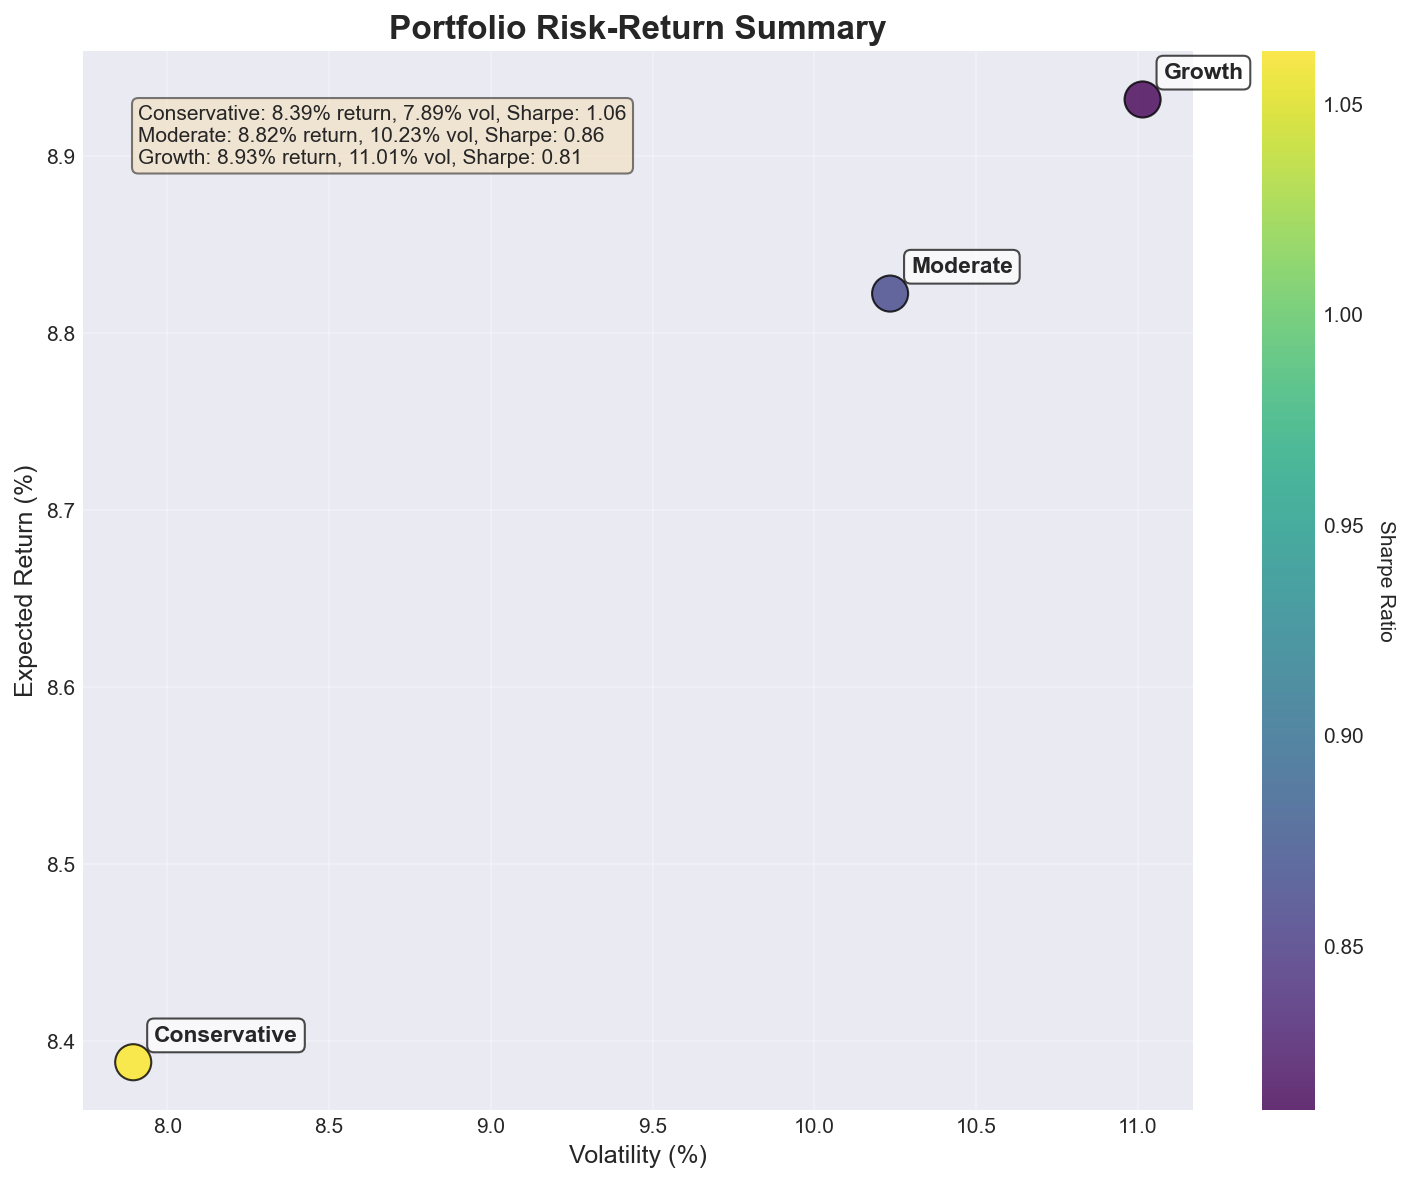 Portfolio Risk-Return Summary
Growth
Conservative: 8.39% return, 7.89% vol, Sharpe: 1.06
Moderate: 8.82% return, 10.23% vol, Sharpe: 0.86
Growth: 8.93% return, 11.01% vol, Sharpe: 0.81
Moderate
Conservative
Expected Return (%)
8.9
8.8
8.7
8.6
8.5
8.4
8.0 8.5 9.0 9.5 10.0 10.5 11.0
Volatility (%)
1.05
1.00
0.95
0.90
0.85
Sharpe Ratio